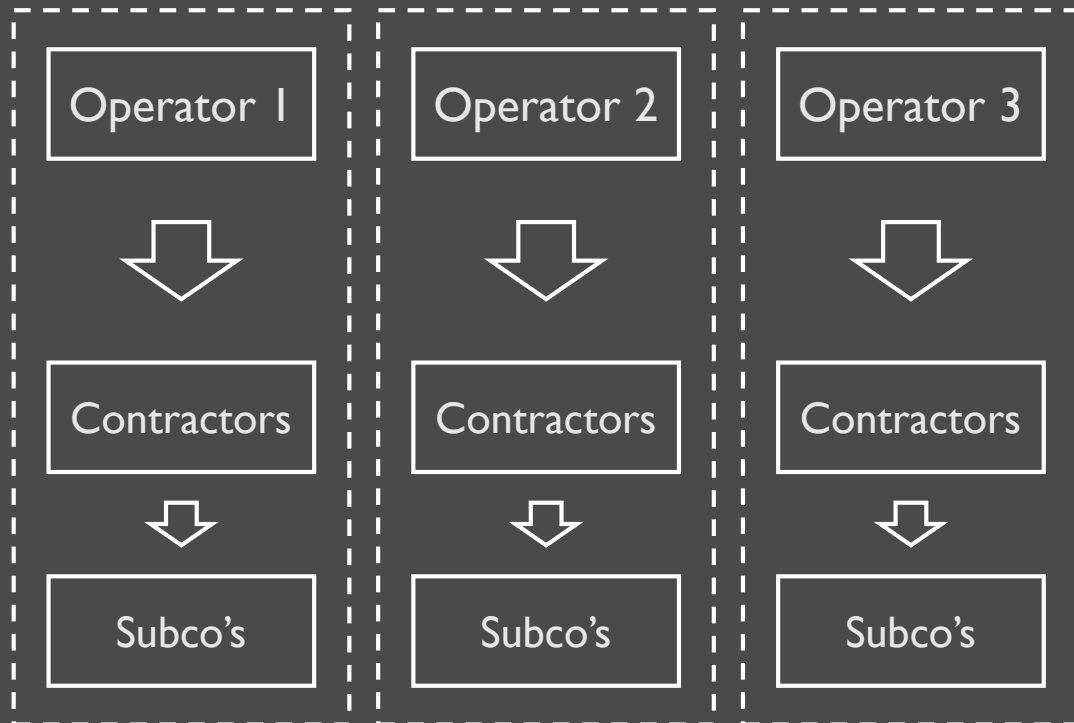 Operator 1
Operator 2
Operator 3
Contractors
Contractors
Contractors
Subco’s
Subco’s
Subco’s